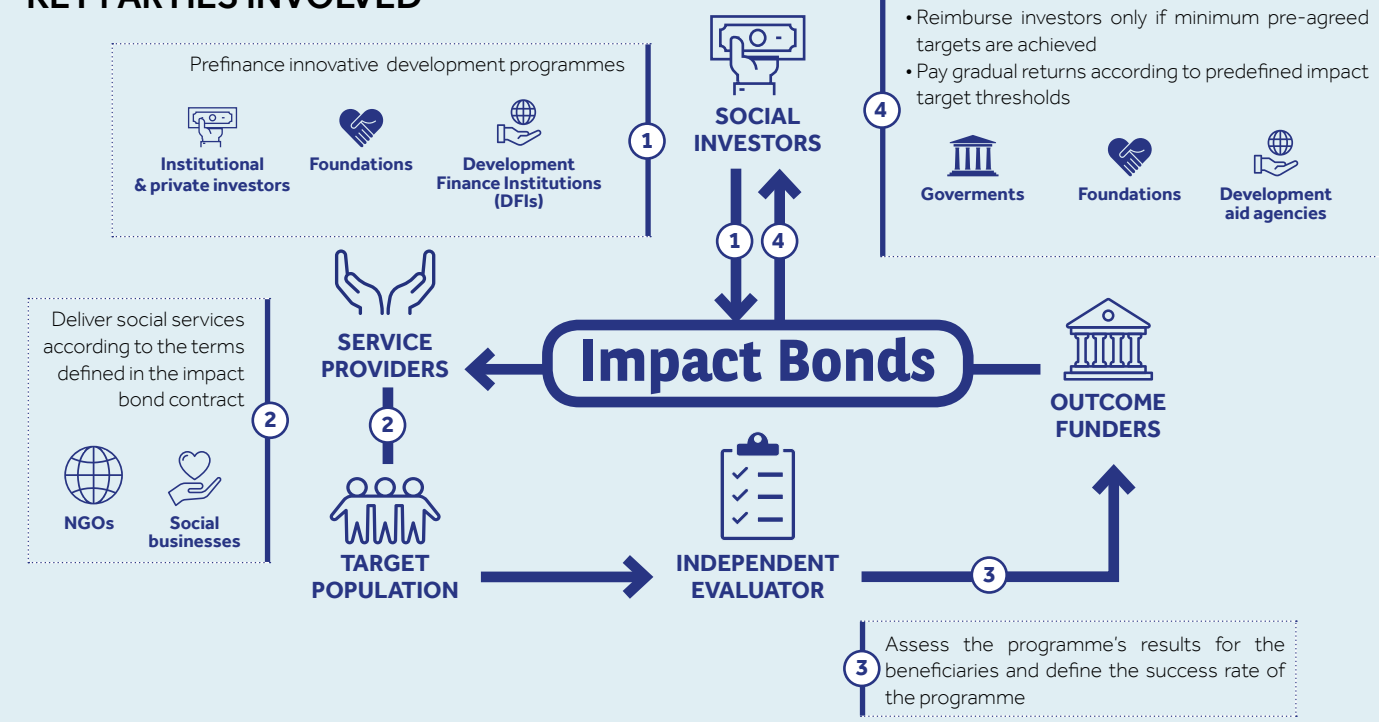 KEY PARTIES INVOLVED
Prefinance innovative development programmes
Institutional
& private investors
Foundations
Development
Finance Institutions
(DFIs)
1
SOCIAL
INVESTORS
• Reimburse investors only if minimum pre-agreed
targets are achieved
• Pay gradual returns according to predefined impact
target thresholds
4
Goverments
Foundations
Development
aid agencies
1
4
Deliver social services
according to the terms
defined in the impact
bond contract
2
NGOs
Social
businesses
SERVICE
PROVIDERS
Impact Bonds
OUTCOME
FUNDERS
2
TARGET
POPULATION
INDEPENDENT
EVALUATOR
3
3
Assess the programme's results for the
beneficiaries and define the success rate of
the programme